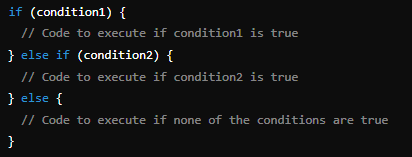 if (condition1) {
  // Code to execute if condition1 is true
} else if (condition2) {
  // Code to execute if condition2 is true
} else {
  // Code to execute if none of the conditions are true
}